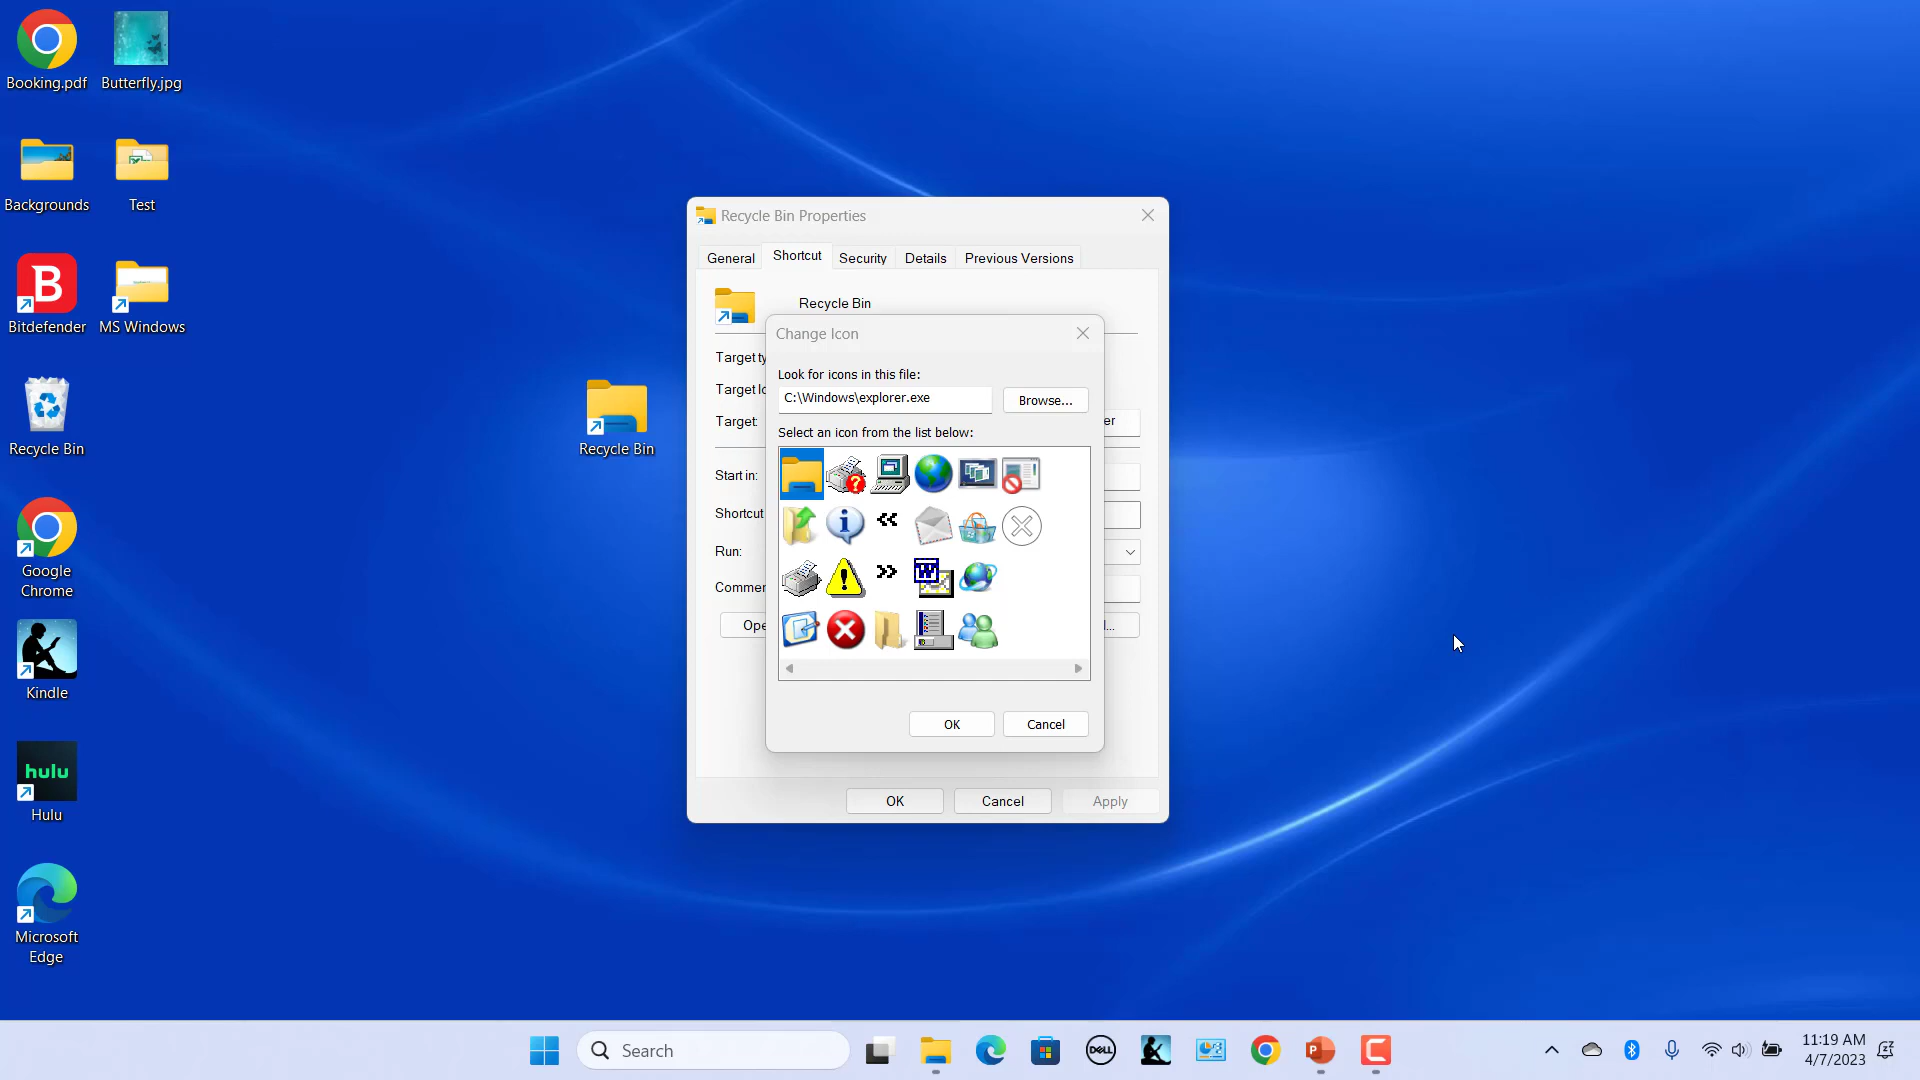 Booking.pdf
Butterfly.jpg
Backgrounds
Test
Bitdefender
MS Windows
Recycle Bin
Google
Chrome
Kindle
hulu
Hulu
Microsoft
Edge
Recycle Bin
Recycle Bin Properties
General
Shortcut
Security
Details
Previous Versions
Recycle Bin
Target ty
Target lo
Target:
er
Start in:
Shortcut
Run:
Commer
Ope
...
Change Icon
Look for icons in this file:
C:\Windows\explorer.exe
Browse...
Select an icon from the list below:
OK
Cancel
OK
Cancel
Apply
Search
DELL
11:19 AM
4/7/2023